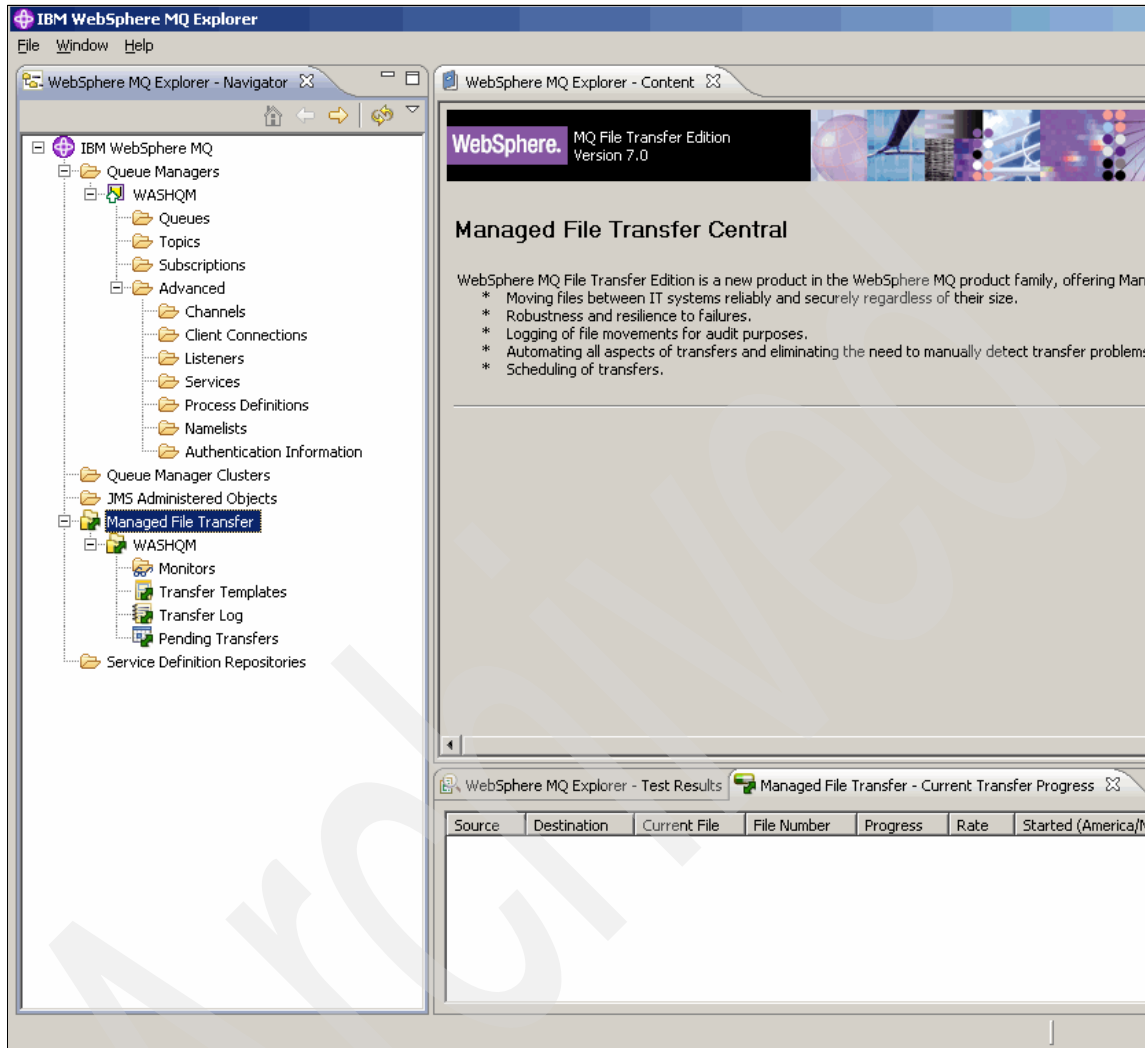 IBM WebSphere MQ Explorer
File Window Help
WebSphere MQ Explorer - Navigator
IBM WebSphere MQ
Queue Managers
WASHQM
Queues
Topics
Subscriptions
Advanced
Channels
Client Connections
Listeners
Services
Process Definitions
Namelists
Authentication Information
Queue Manager Clusters
JMS Administered Objects
Managed File Transfer
WASHQM
Monitors
Transfer Templates
Transfer Log
Pending Transfers
Service Definition Repositories
WebSphere MQ Explorer - Content
WebSphere. MQ File Transfer Edition
Version 7.0
Managed File Transfer Central
WebSphere MQ File Transfer Edition is a new product in the WebSphere MQ product family, offering Man
* Moving files between IT systems reliably and securely regardless of their size.
* Robustness and resilience to failures.
* Logging of file movements for audit purposes.
* Automating all aspects of transfers and eliminating the need to manually detect transfer problems
* Scheduling of transfers.
WebSphere MQ Explorer - Test Results Managed File Transfer - Current Transfer Progress
Source Destination Current File File Number Progress Rate Started (America/N
Archived